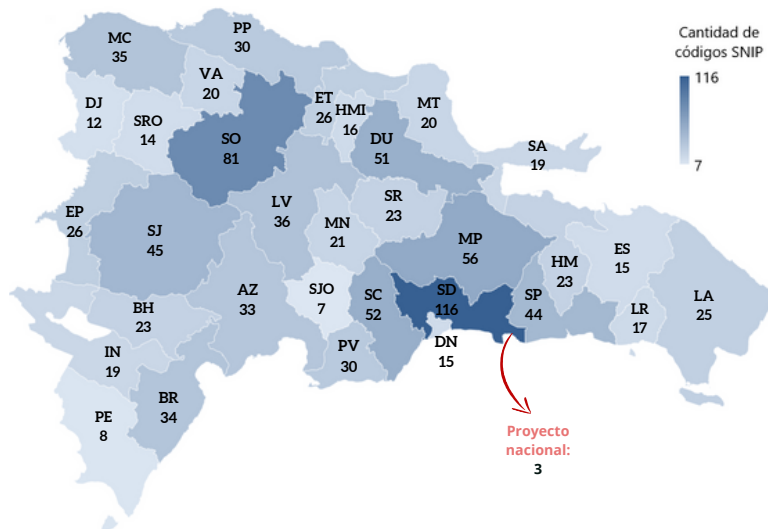 PP
30
MC
35
Cantidad de
códigos SNIP
116
7
VA
20
DJ
12
SRO
14
ET
26
HMI
16
MT
20
SO
81
DU
51
SA
19
EP
26
SJ
45
LV
36
SR
23
MN
21
MP
56
ES
15
HM
23
BH
23
AZ
33
SJO
7
SC
52
SD
116
SP
44
LR
17
LA
25
IN
19
PV
30
DN
15
BR
34
PE
8
Proyecto
nacional:
3